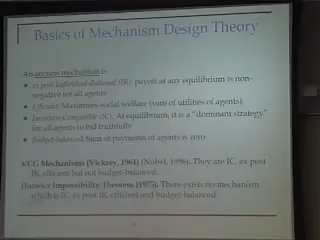 Basics of Mechanism Design Theory
An auction mechanism is
ex post Individual-Rational (IR): payoff at any equilibrium is non-
negative for all agents
Efficient: Maximizes social welfare (sum of utilities of agents)
Incentive-Compatible (IC): At equilibrium, it is a "dominant strategy"
for all agents to bid truthfully
Budget-balanced: Sum of payments of agents is zero
VCG Mechanisms (Vickrey, 1961) (Nobel, 1996). They are IC, ex post
IR, efficient but not budget-balanced.
Hurwicz Impossibility Theorem (1975). There exists no mechanism
which is IC, ex post IR, efficient and budget-balanced.